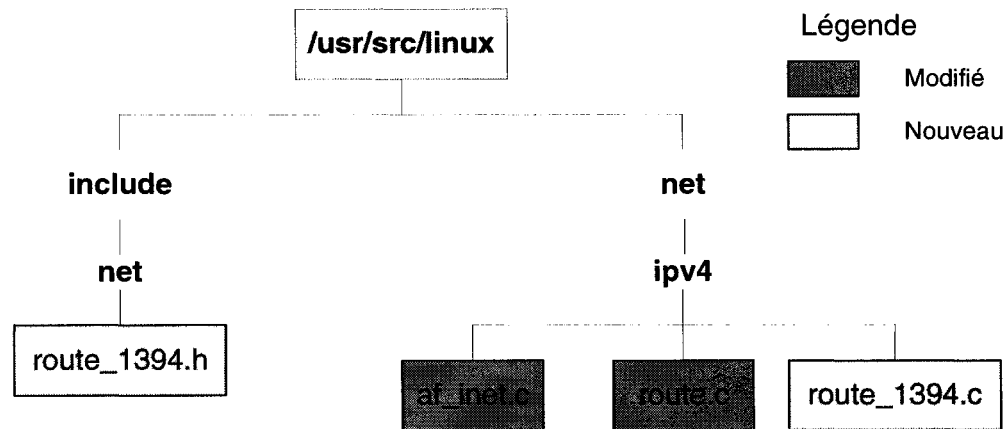 /usr/src/linux
Légende
Modifié
Nouveau
include
net
net
ipv4
route_1394.h
af_inet.c
route.c
route_1394.c